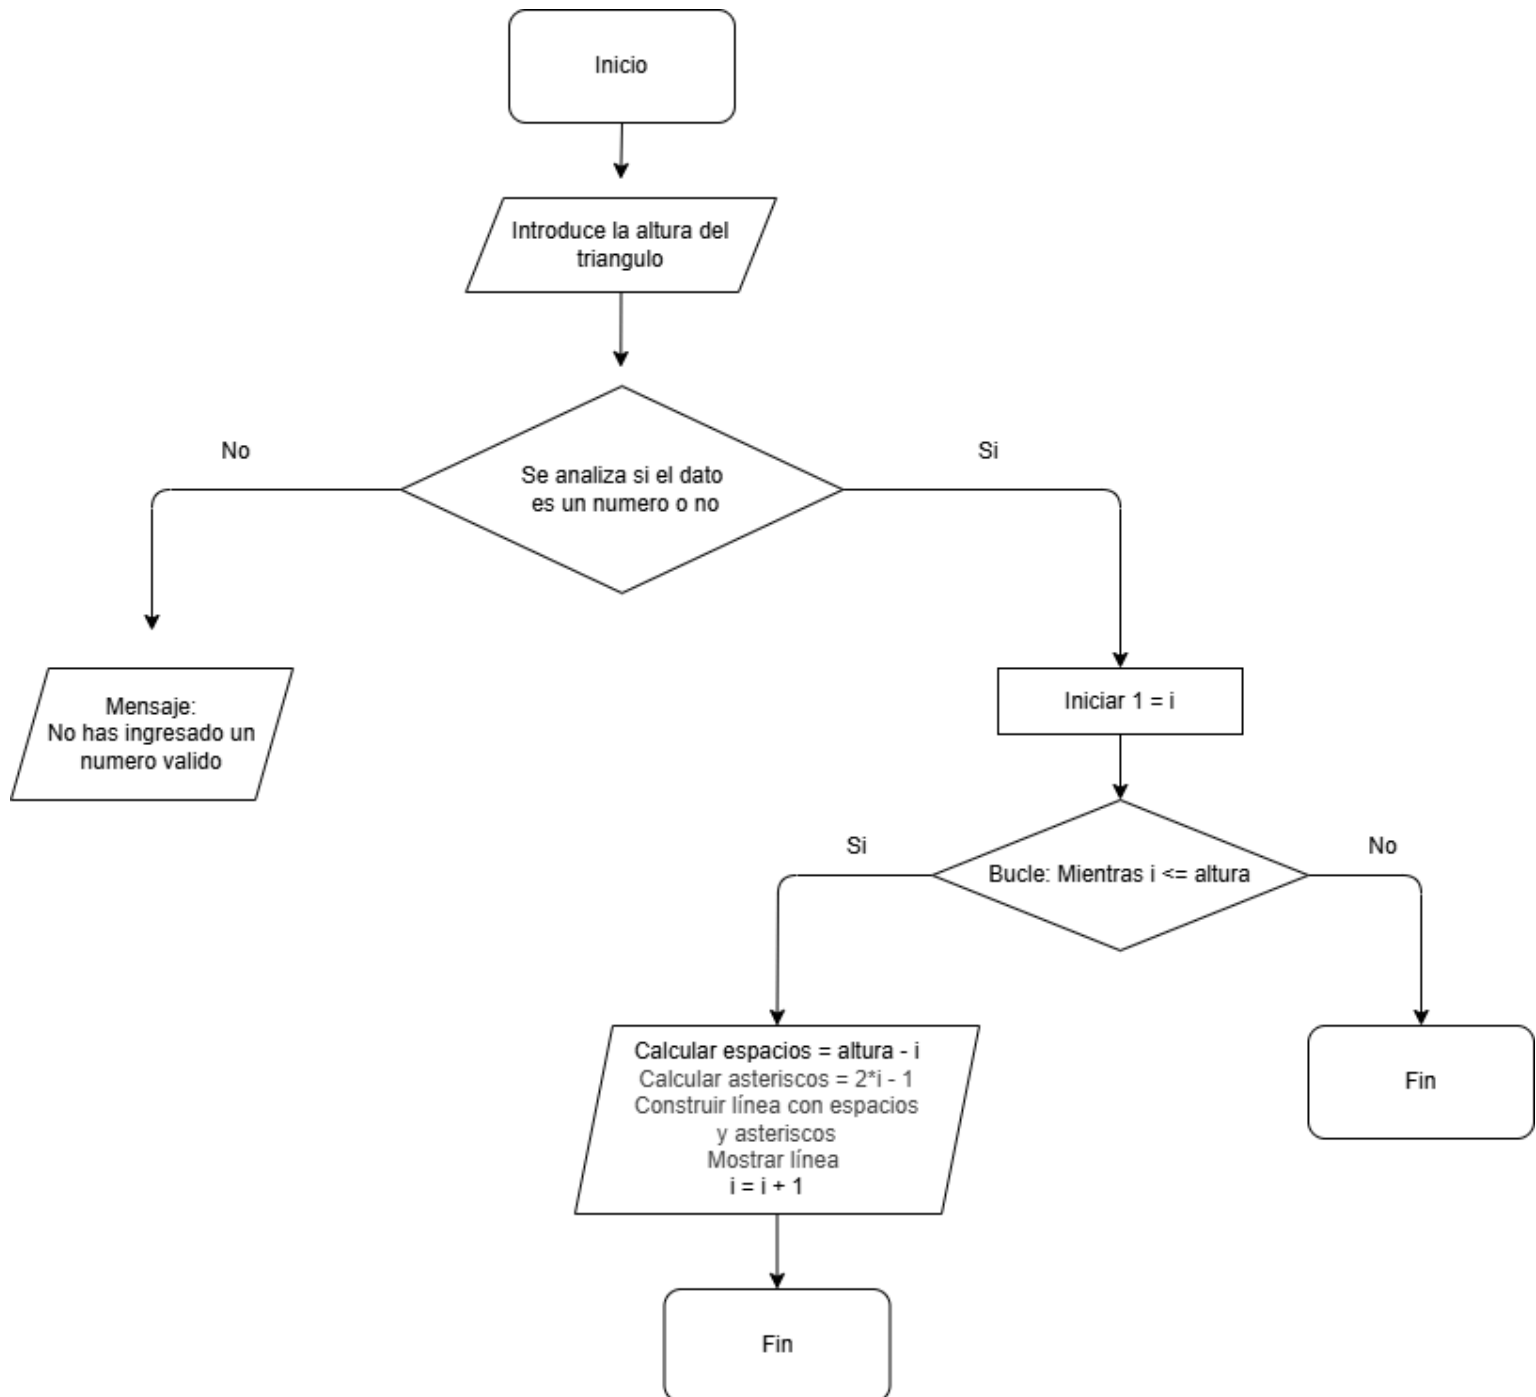 Inicio
Introduce la altura del
triangulo
No
Si
Se analiza si el dato
es un numero o no
Mensaje:
No has ingresado un
numero valido
Iniciar 1 = i
Si
No
Bucle: Mientras i <= altura
Calcular espacios = altura - i
Calcular asteriscos = 2*i - 1
Construir línea con espacios
y asteriscos
Mostrar línea
i = i + 1
Fin
Fin